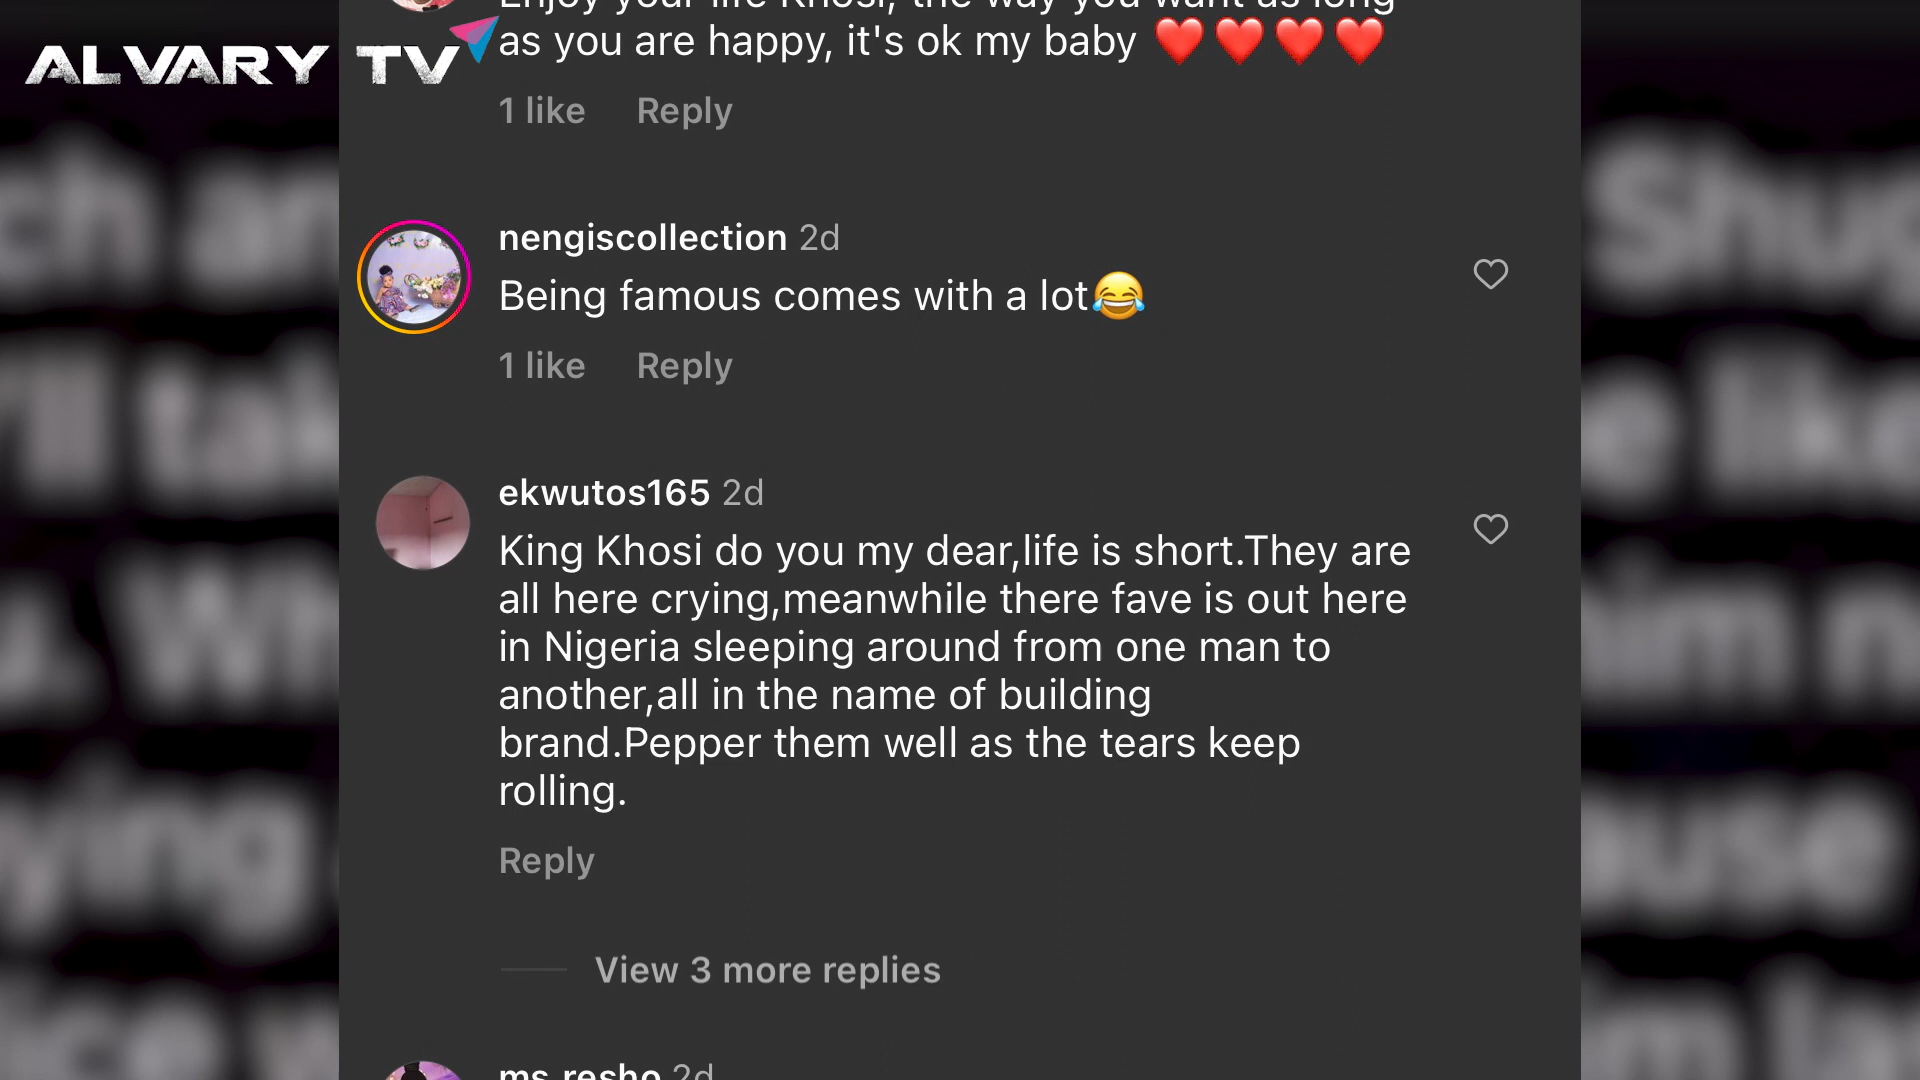 Enjoy your life Khosi, the way you want as long
ALVARY TV
as you are happy, it's ok my baby ❤️❤️❤️❤️
1 like Reply
nengiscollection 2d
Being famous comes with a lot😂
1 like Reply
ekwutos165 2d
King Khosi do you my dear,life is short.They are
all here crying,meanwhile there fave is out here
in Nigeria sleeping around from one man to
another,all in the name of building
brand.Pepper them well as the tears keep
rolling.
Reply
View 3 more replies
ms_resho 2d